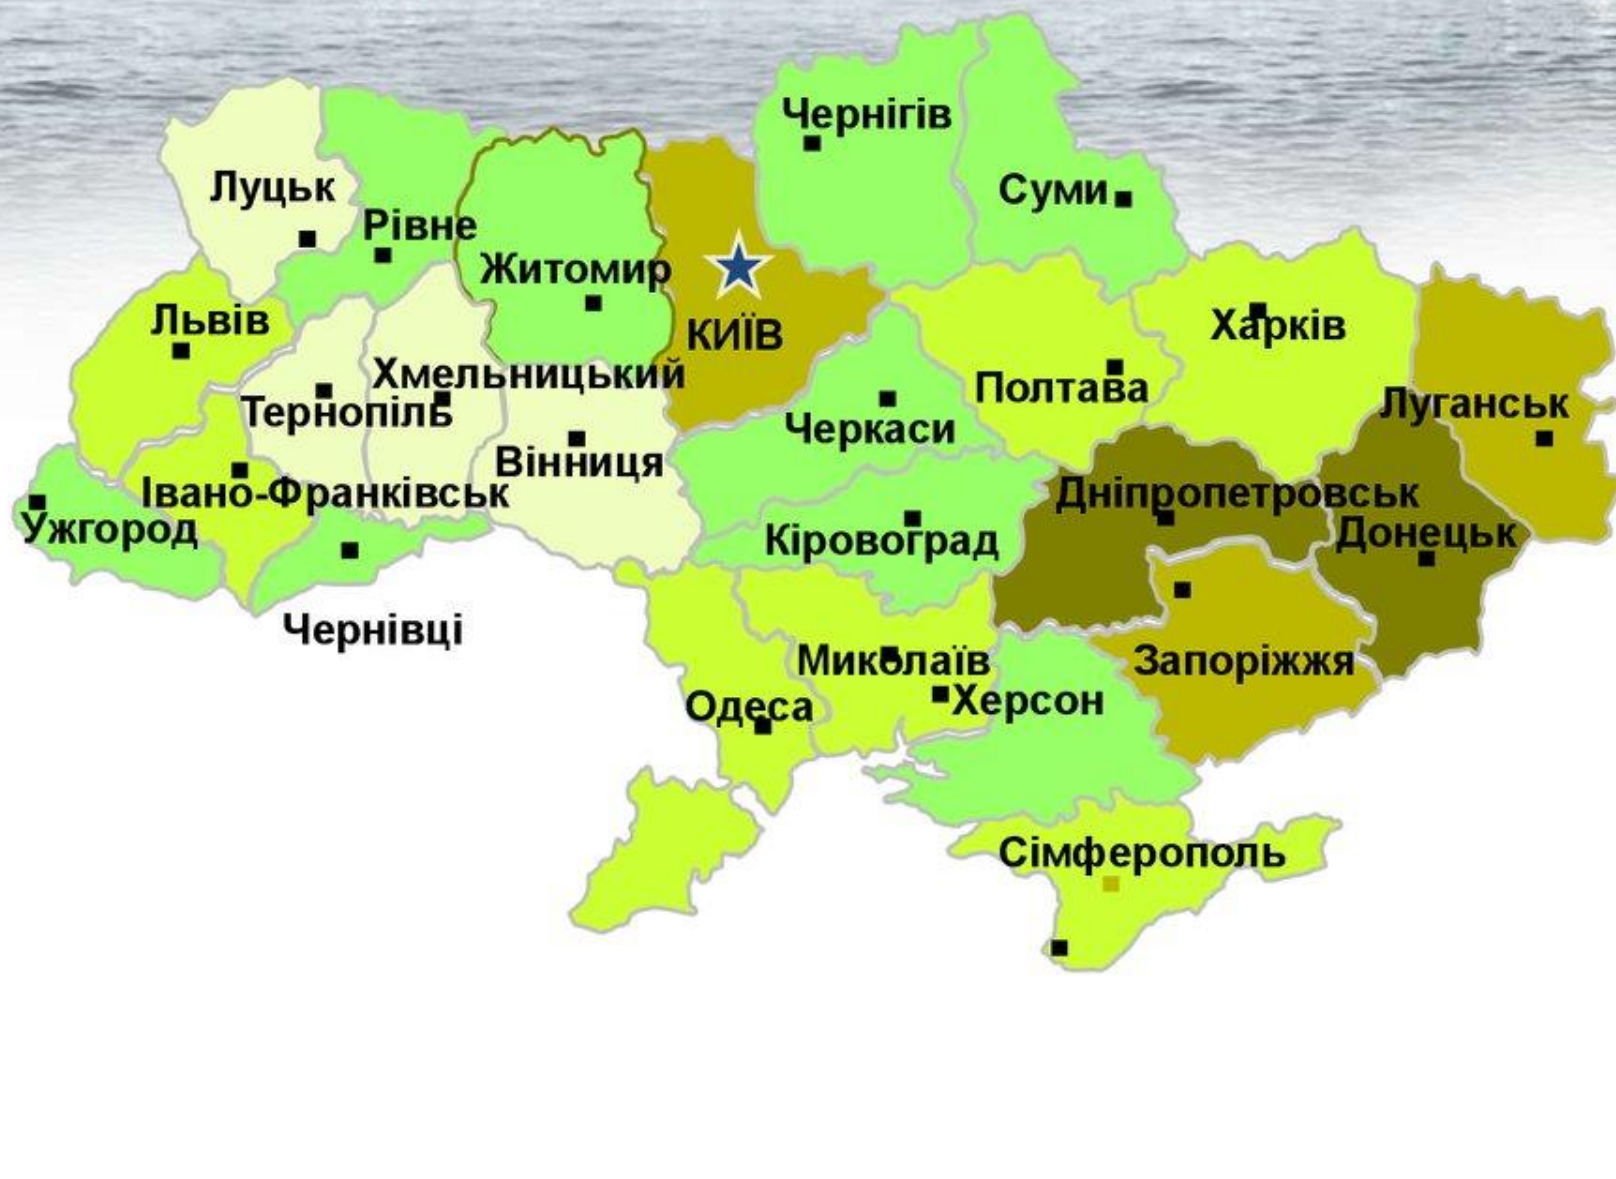 Чернігів
Луцьк
Суми
Рівне
Житомир
Львів
КИЇВ
Харків
Хмельницький
Полтава
Тернопіль
Луганськ
Черкаси
Вінниця
Івано-Франківськ
Дніпропетровськ
Ужгород
Кіровоград
Донецьк
Чернівці
Миколаїв
Запоріжжя
Одеса
Херсон
Сімферополь